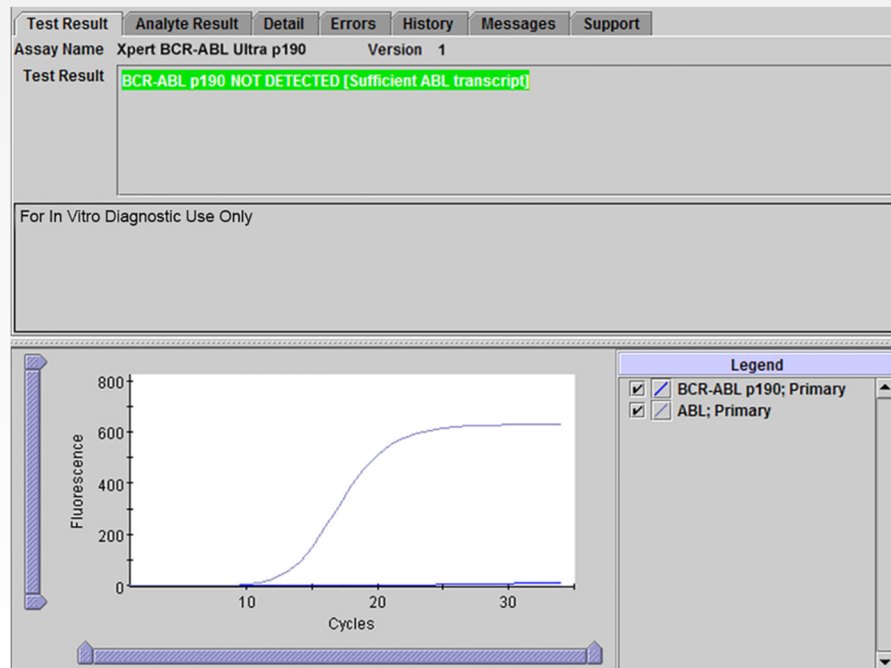 Test Result Analyte Result Detail Errors History Messages Support
Assay Name Xpert BCR-ABL Ultra p190 Version 1
Test Result BCR-ABL p190 NOT DETECTED [Sufficient ABL transcript]
For In Vitro Diagnostic Use Only
800
600
400
200
0
Fluorescence
10 20 30
Cycles
Legend
BCR-ABL p190; Primary
ABL; Primary